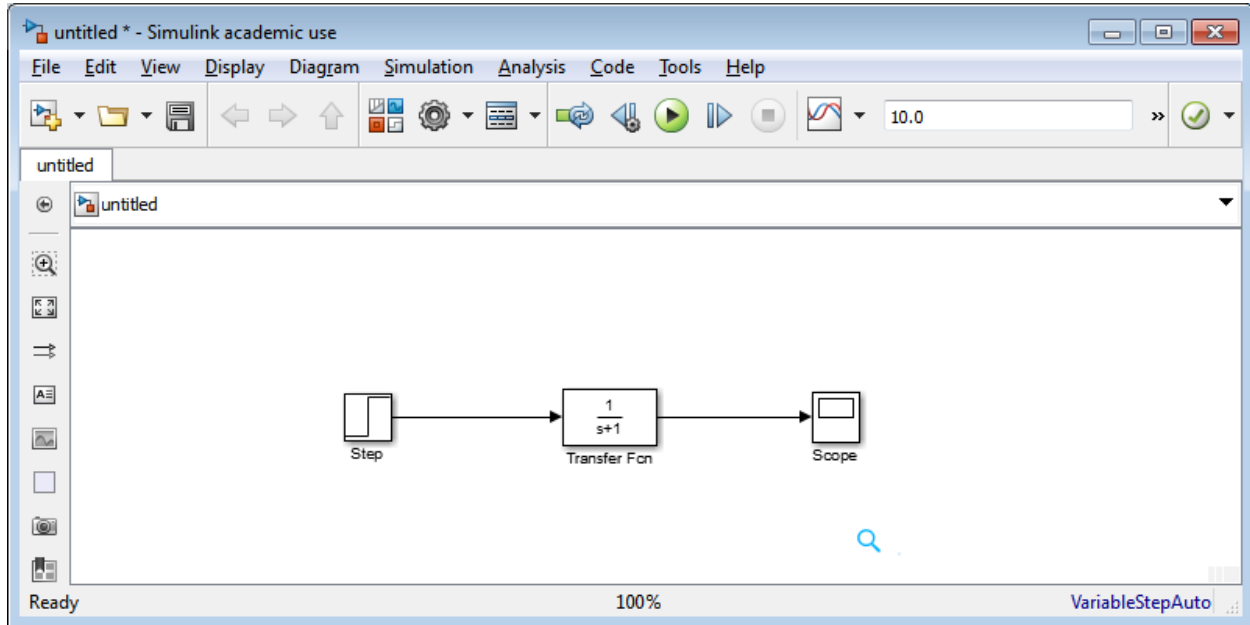 untitled * - Simulink academic use
File Edit View Display Diagram Simulation Analysis Code Tools Help
10.0 »
untitled
untitled
1
s+1
Step
Transfer Fcn
Scope
Ready 100% VariableStepAuto